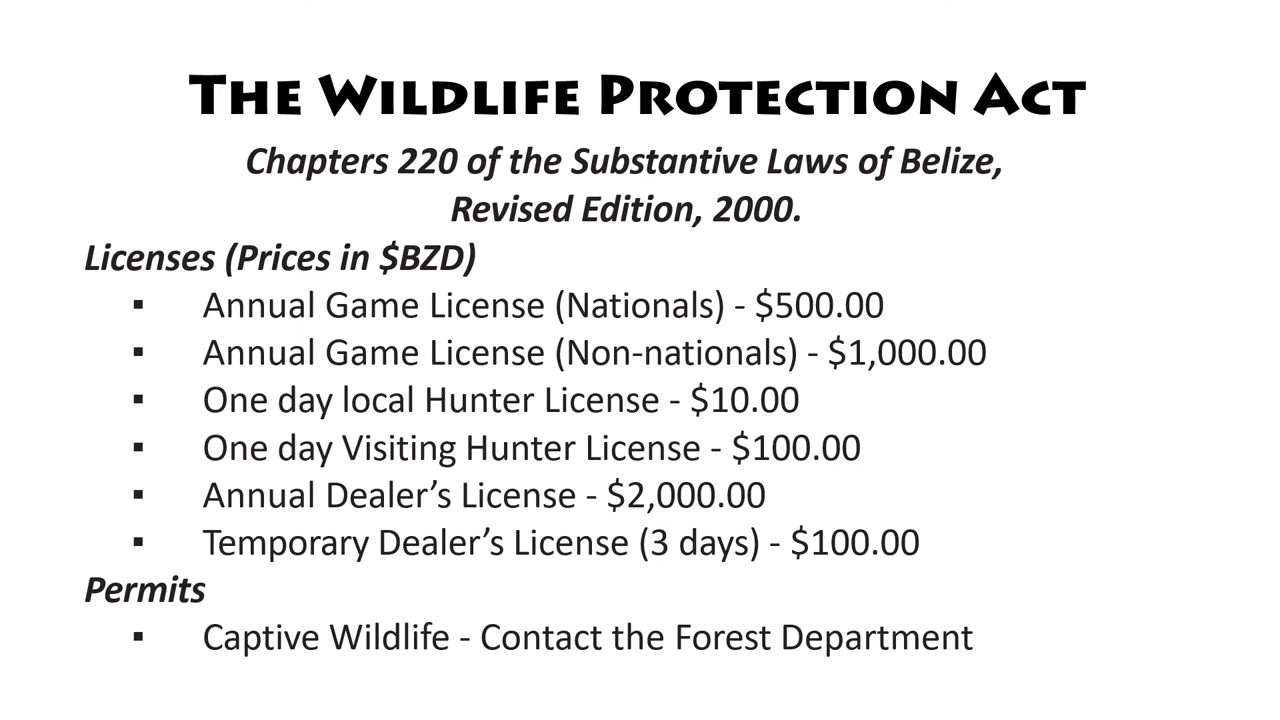 THE WILDLIFE PROTECTION ACT
Chapters 220 of the Substantive Laws of Belize,
Revised Edition, 2000.
Licenses (Prices in $BZD)
▪ Annual Game License (Nationals) - $500.00
▪ Annual Game License (Non-nationals) - $1,000.00
▪ One day local Hunter License - $10.00
▪ One day Visiting Hunter License - $100.00
▪ Annual Dealer’s License - $2,000.00
▪ Temporary Dealer’s License (3 days) - $100.00
Permits
▪ Captive Wildlife - Contact the Forest Department